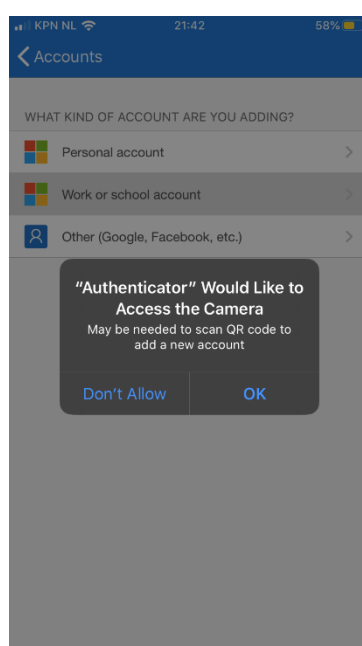 KPN NL 21:42 58%
Accounts
WHAT KIND OF ACCOUNT ARE YOU ADDING?
Personal account
Work or school account
Other (Google, Facebook, etc.)
“Authenticator” Would Like to
Access the Camera
May be needed to scan QR code to
add a new account
Don’t Allow OK